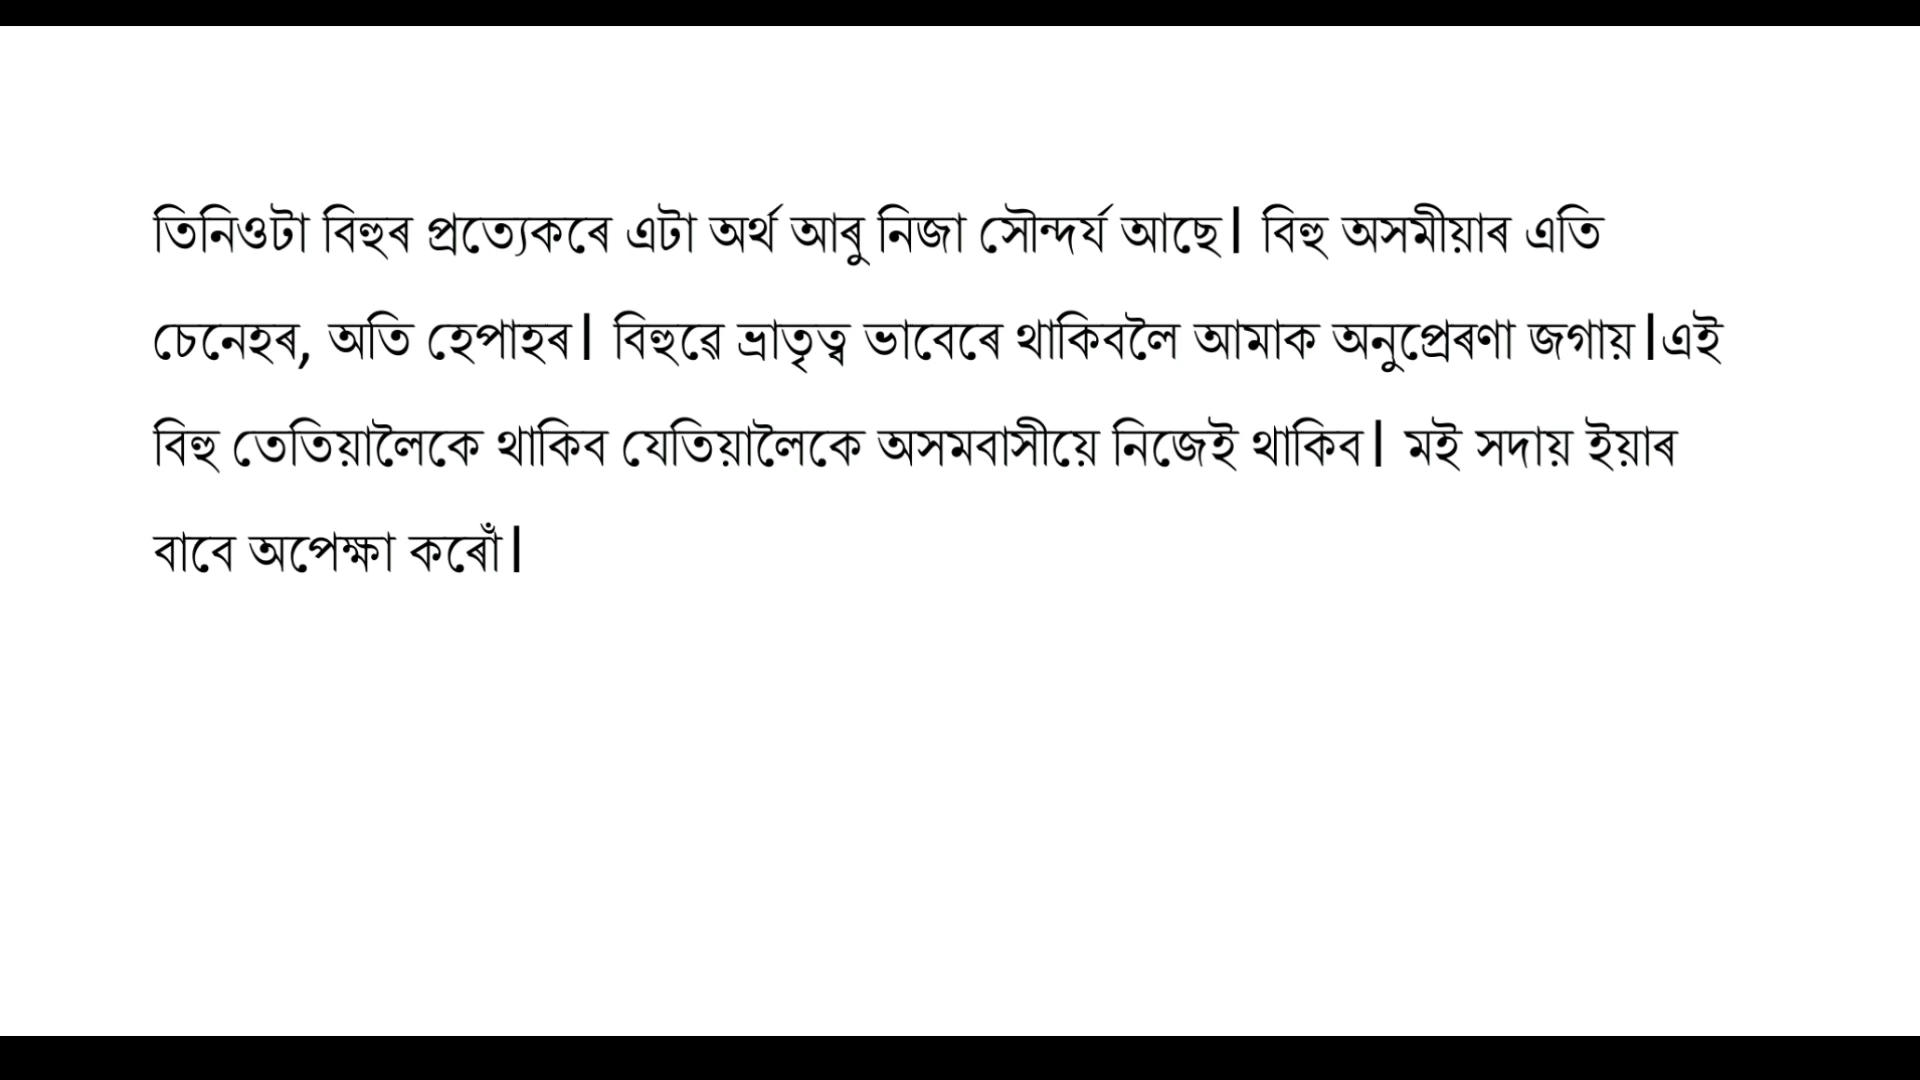 তিনিওটা বিহুৰ প্ৰত্যেকৰে এটা অৰ্থ আৰু নিজা সৌন্দৰ্য আছে| বিহু অসমীয়াৰ এতি
চেনেহৰ, অতি হেপাহৰ| বিহুৱে ভ্ৰাতৃত্ব ভাবেৰে থাকিবলৈ আমাক অনুপ্ৰেৰণা জগায়|এই
বিহু তেতিয়ালৈকে থাকিব যেতিয়ালৈকে অসমবাসীয়ে নিজেই থাকিব| মই সদায় ইয়াৰ
বাবে অপেক্ষা কৰোঁ|